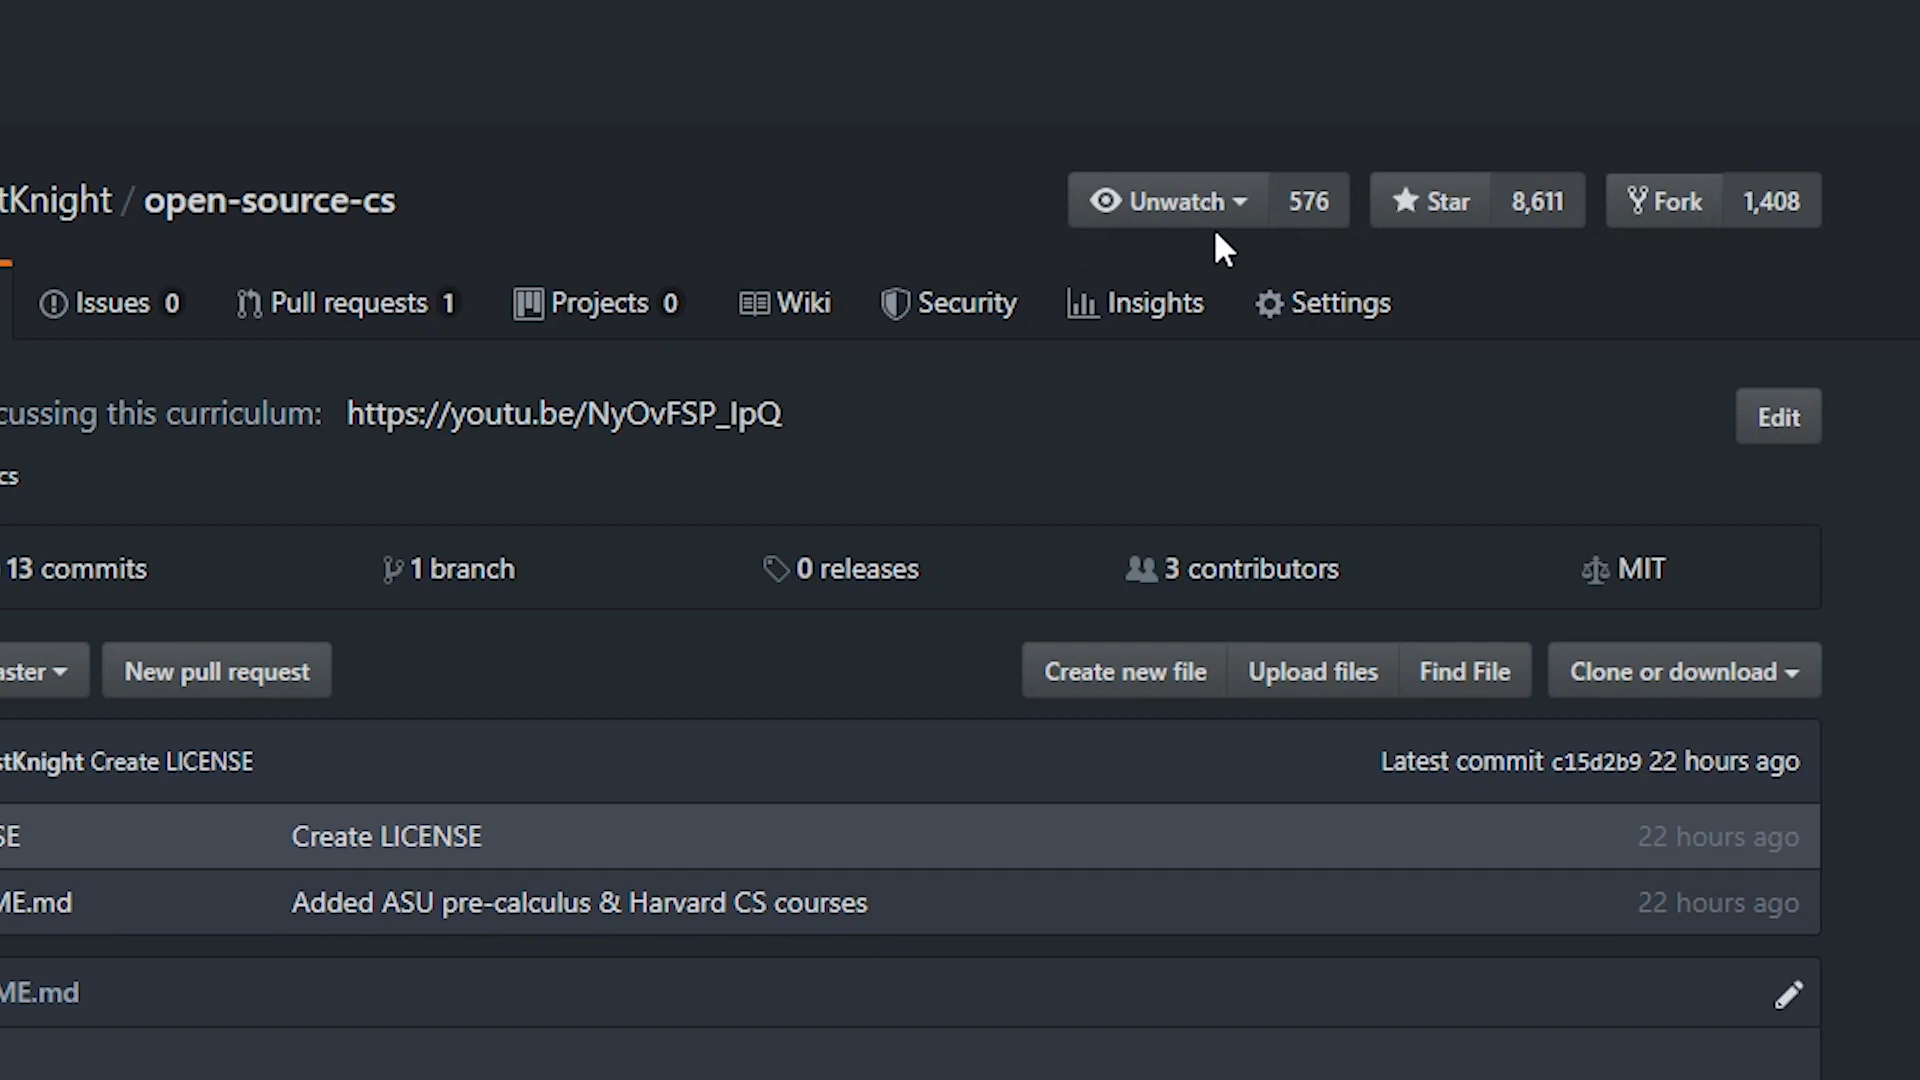 tKnight / open-source-cs Unwatch 576 Star 8,611 Fork 1,408
Issues 0 Pull requests 1 Projects 0 Wiki Security Insights Settings
cussing this curriculum: https://youtu.be/NyOvFSP_IpQ Edit
cs
13 commits 1 branch 0 releases 3 contributors MIT
aster New pull request Create new file Upload files Find File Clone or download
stKnight Create LICENSE Latest commit c15d2b9 22 hours ago
SE Create LICENSE 22 hours ago
ME.md Added ASU pre-calculus & Harvard CS courses 22 hours ago
ME.md